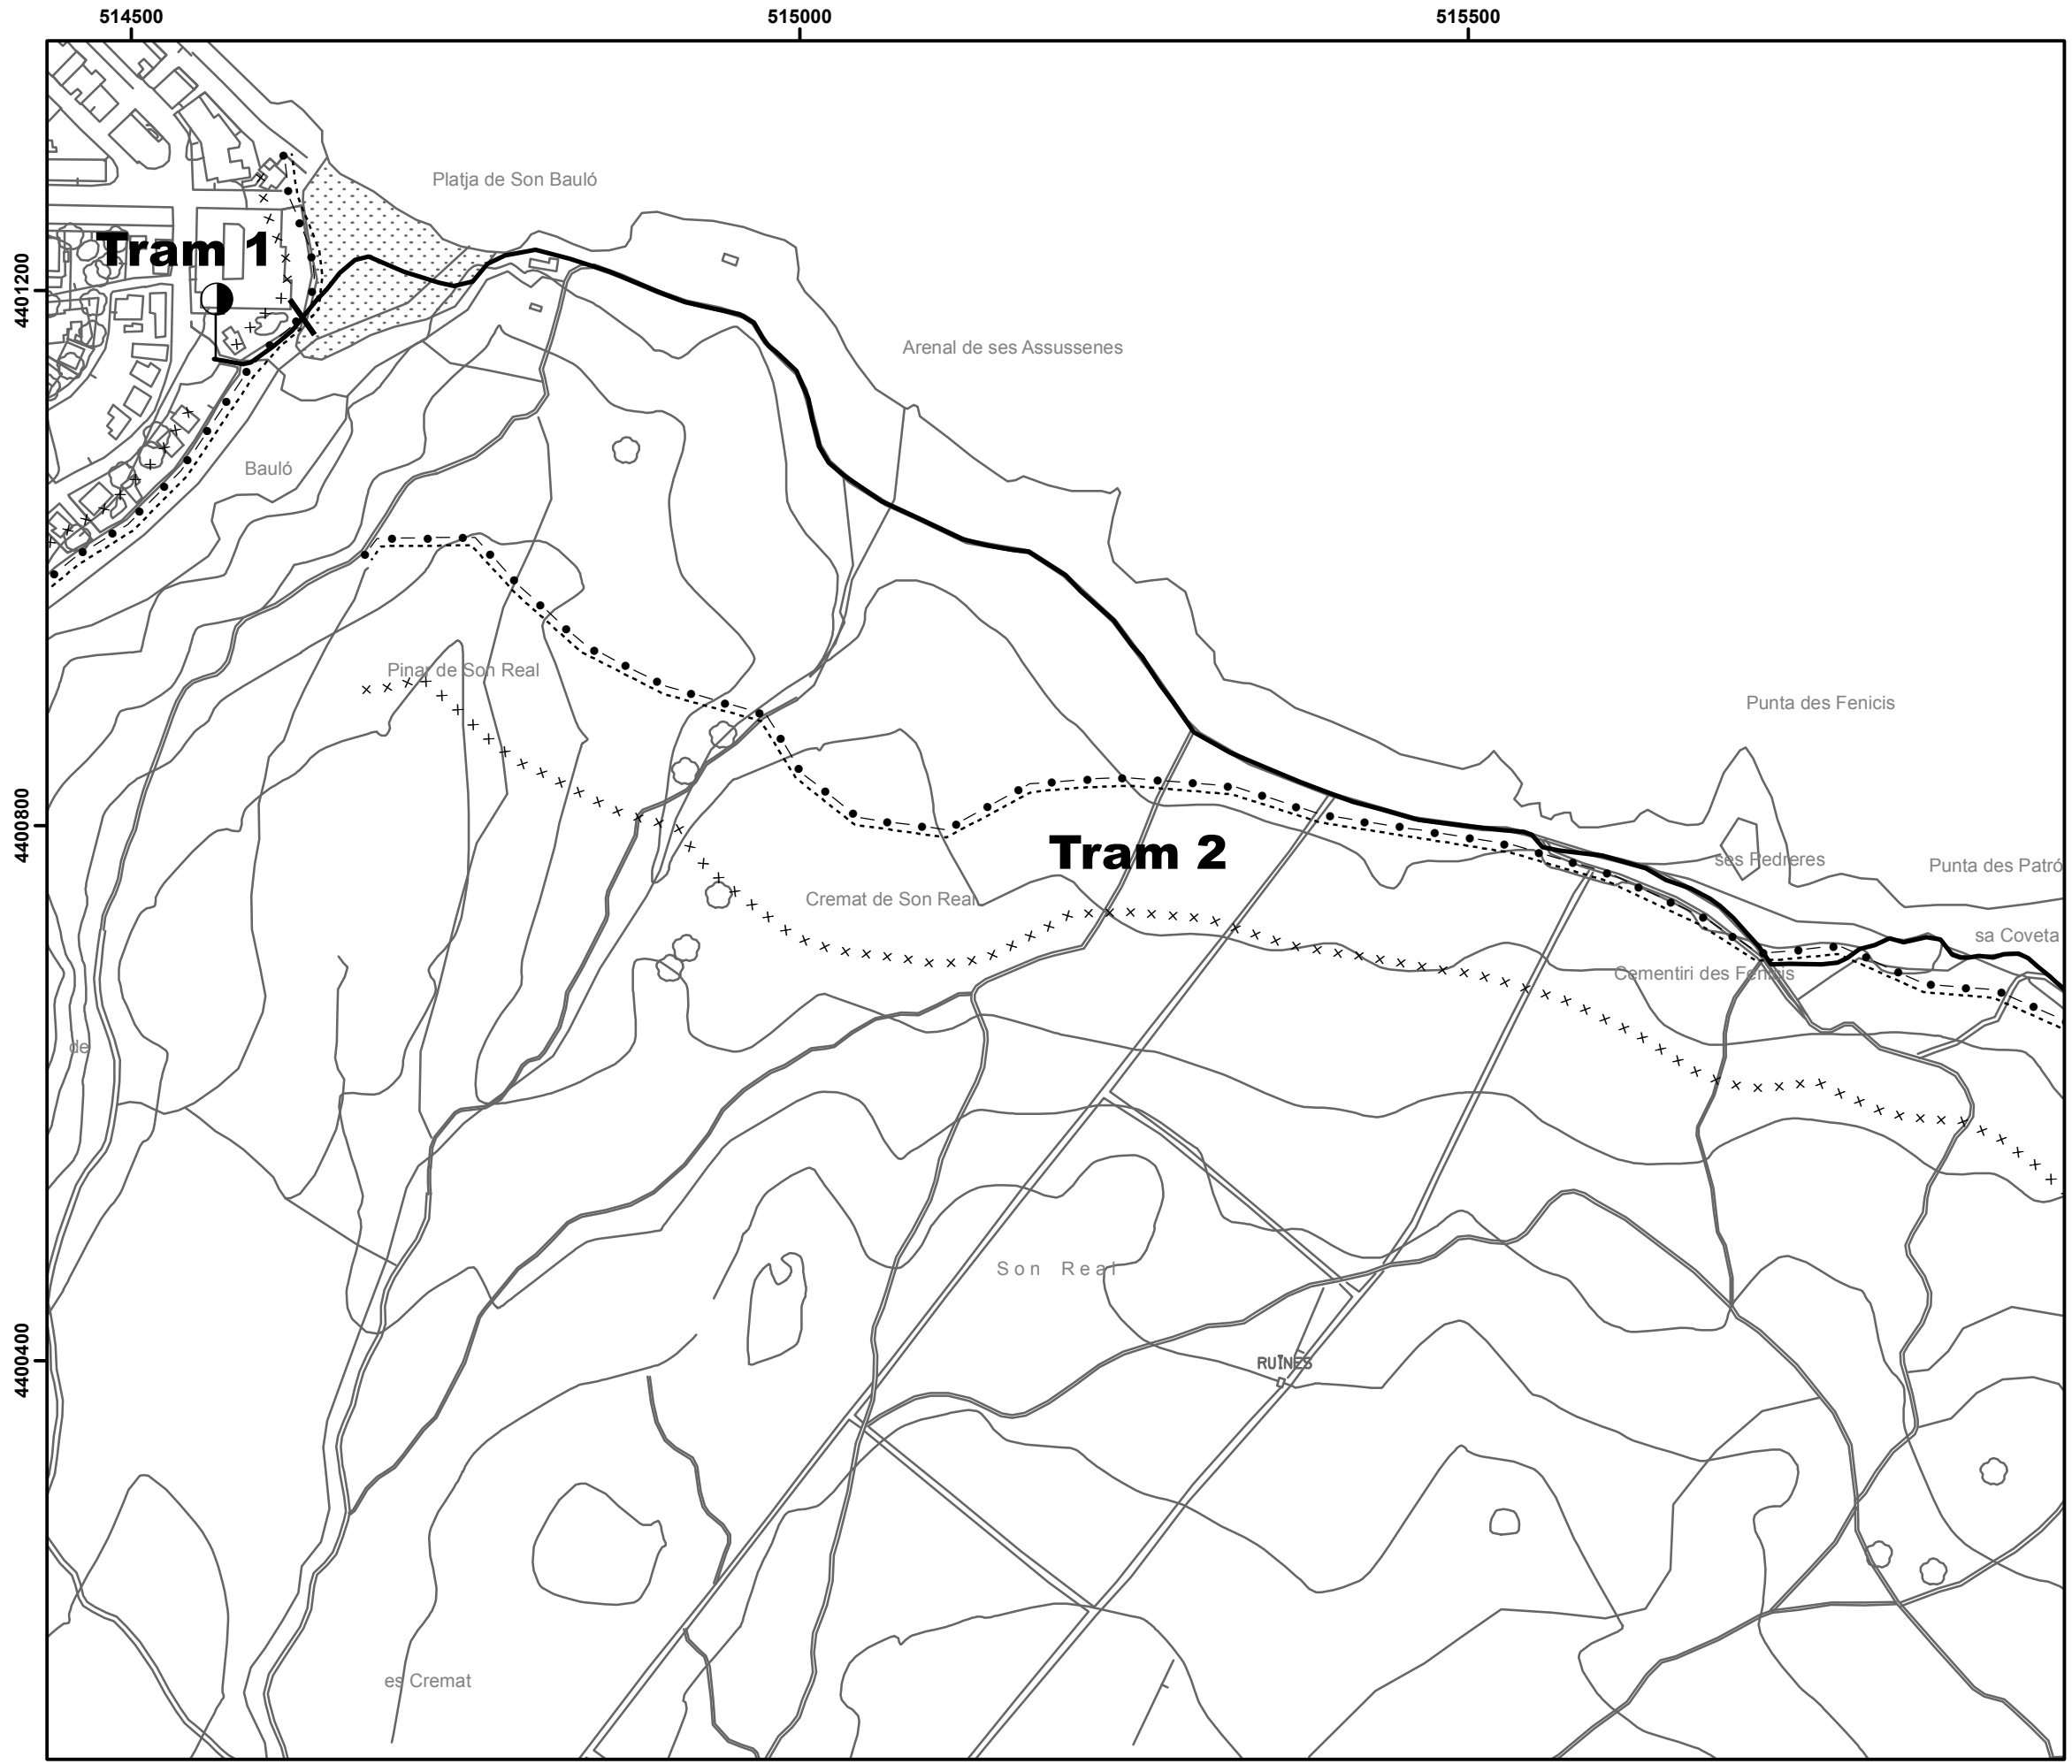 514500
515000
515500
Platja de Son Bauló
Tram 1
4401200
Arenal de ses Assussenes
Bauló
Pinar de Son Real
Punta des Fenicis
4400800
Tram 2
ses Pedreres
Punta des Patró
Cremat de Son Real
sa Coveta
Cementiri des Fenicis
de
Son Real
4400400
RUÏNES
es Cremat